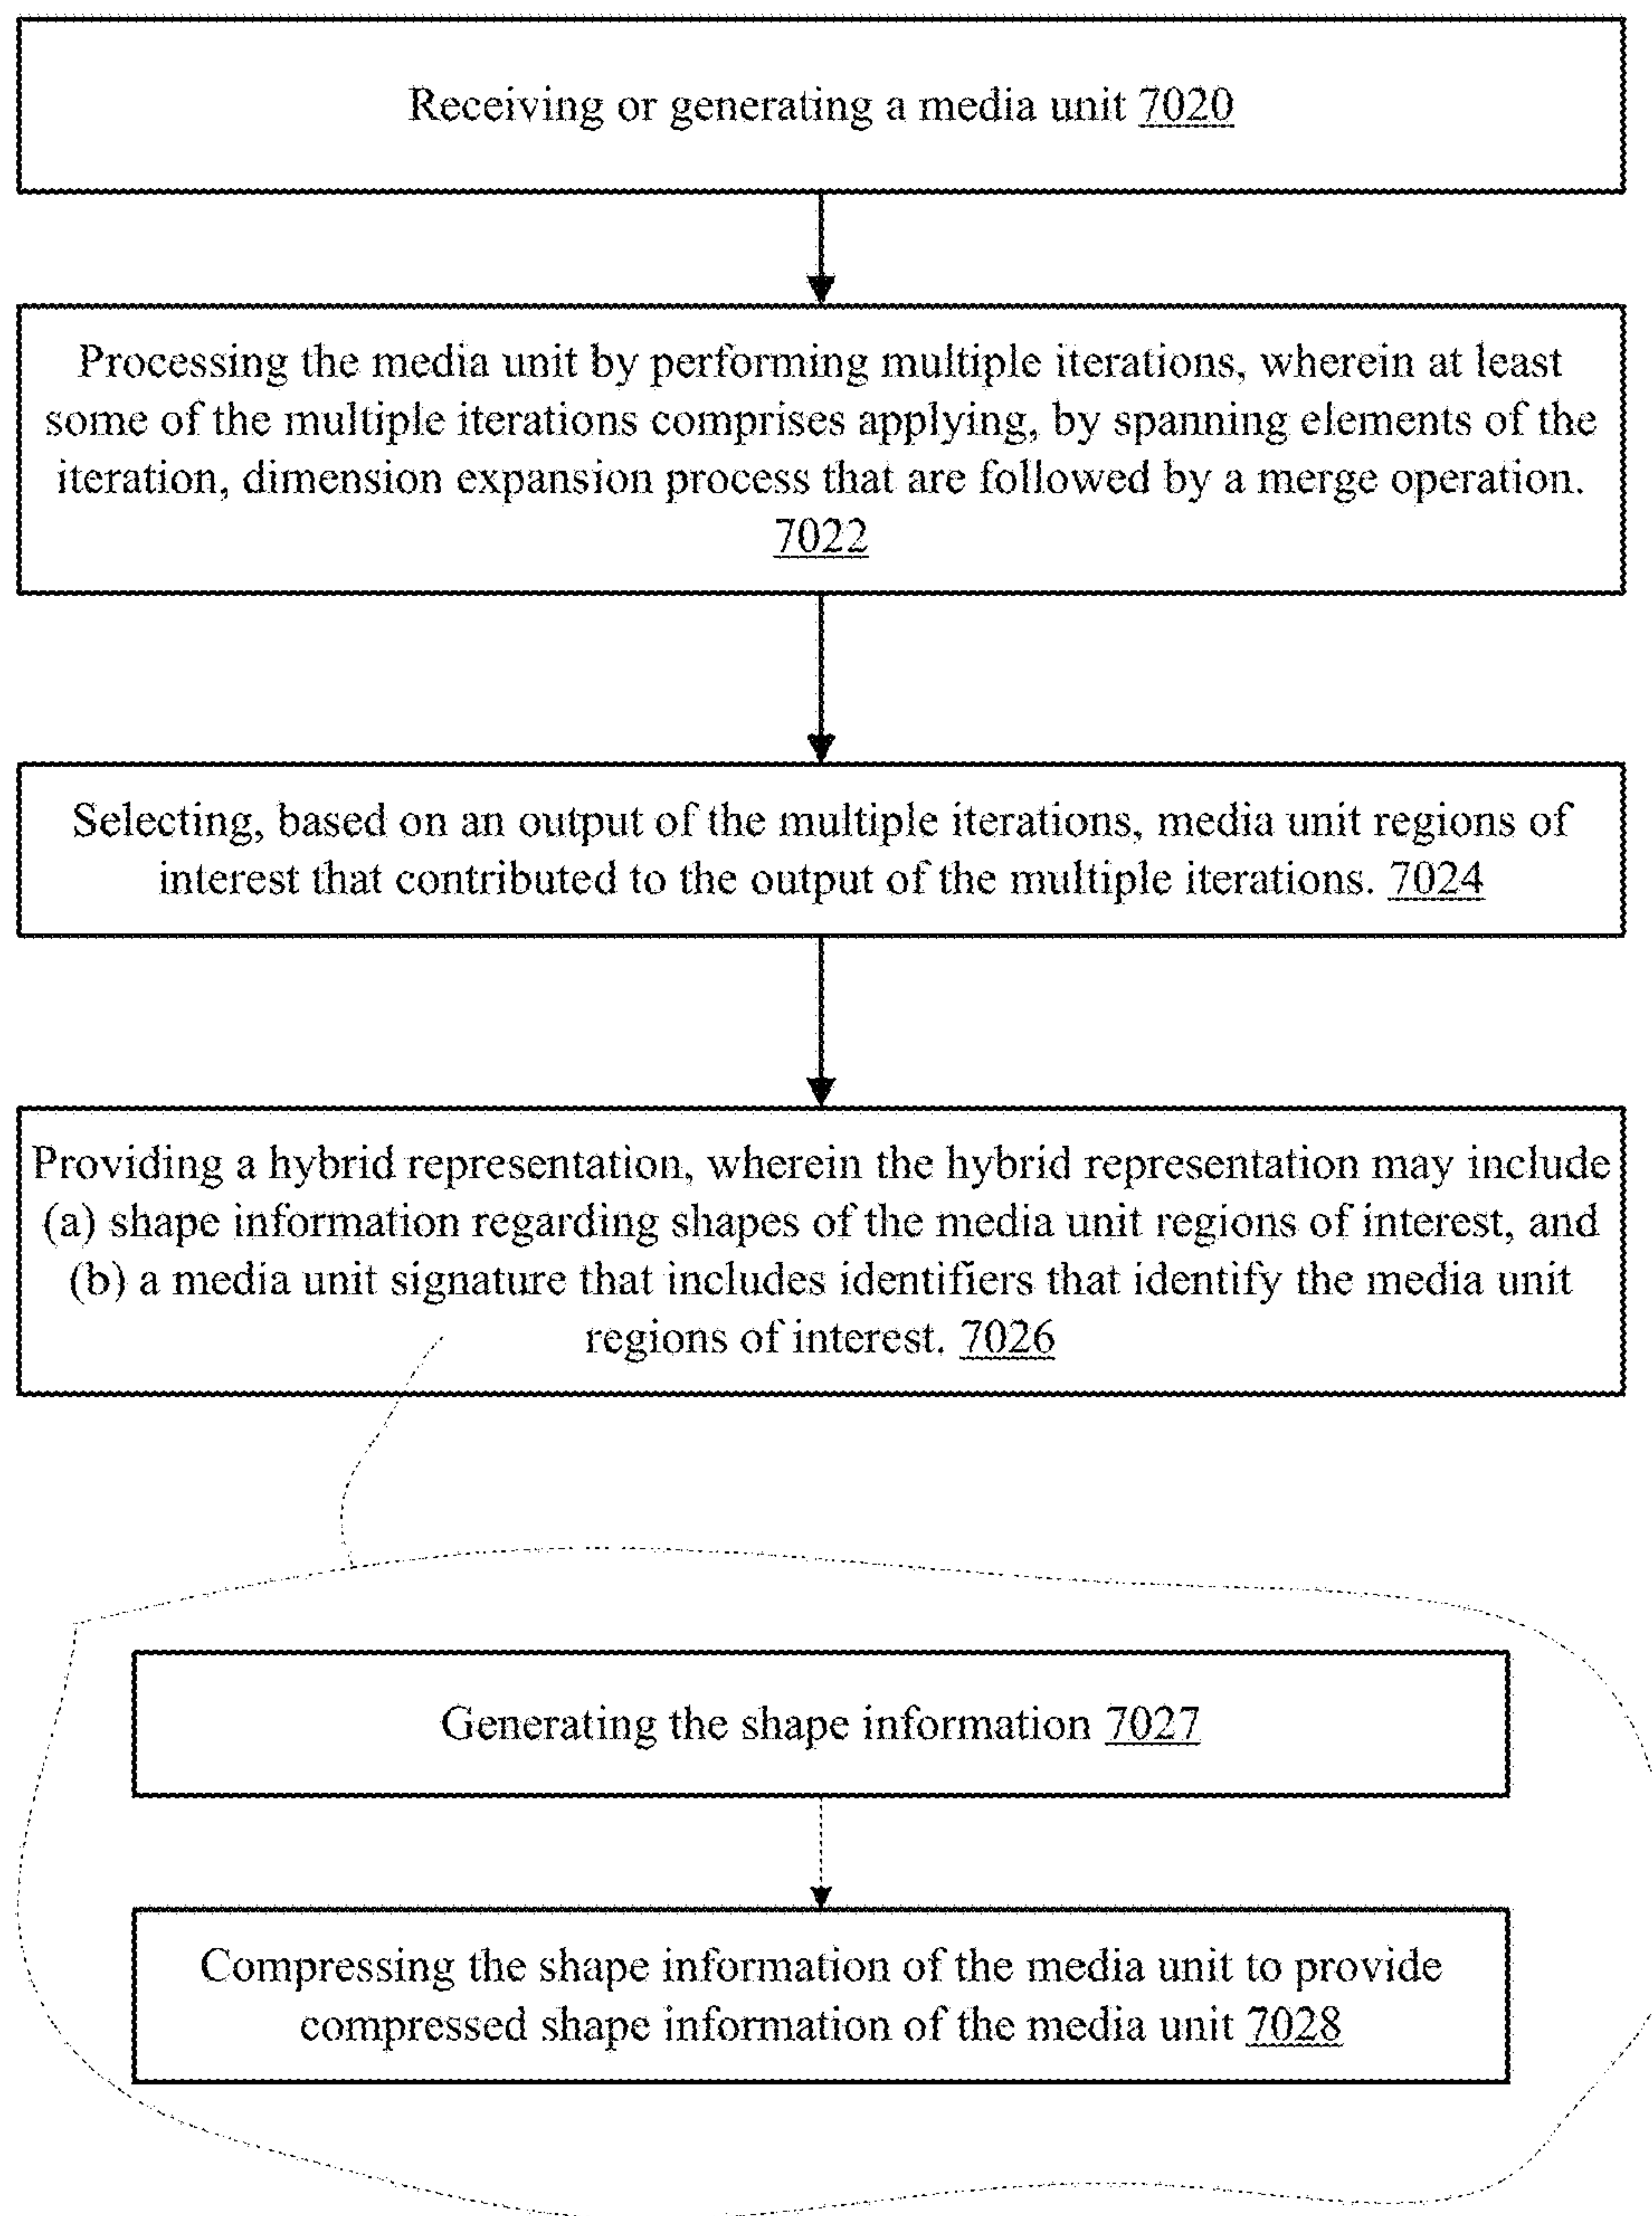 Receiving or generating a media unit 7020
Processing the media unit by performing multiple iterations, wherein at least
some of the multiple iterations comprises applying, by spanning elements of the
iteration, dimension expansion process that are followed by a merge operation.
7022
Selecting, based on an output of the multiple iterations, media unit regions of
interest that contributed to the output of the multiple iterations. 7024
Providing a hybrid representation, wherein the hybrid representation may include
(a) shape information regarding shapes of the media unit regions of interest, and
(b) a media unit signature that includes identifiers that identify the media unit
regions of interest. 7026
Generating the shape information 7027
Compressing the shape information of the media unit to provide
compressed shape information of the media unit 7028